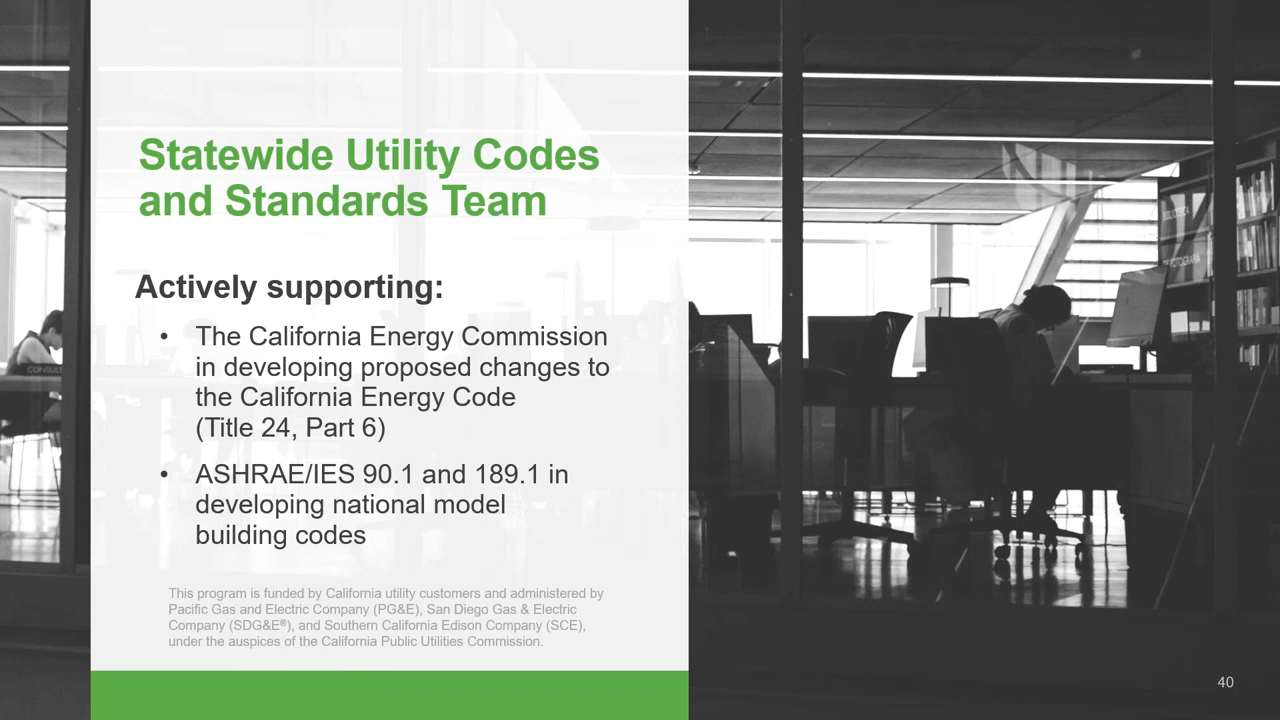 Statewide Utility Codes
and Standards Team
Actively supporting:
• The California Energy Commission
in developing proposed changes to
the California Energy Code
(Title 24, Part 6)
• ASHRAE/IES 90.1 and 189.1 in
developing national model
building codes
This program is funded by California utility customers and administered by
Pacific Gas and Electric Company (PG&E), San Diego Gas & Electric
Company (SDG&E®), and Southern California Edison Company (SCE),
under the auspices of the California Public Utilities Commission.
40